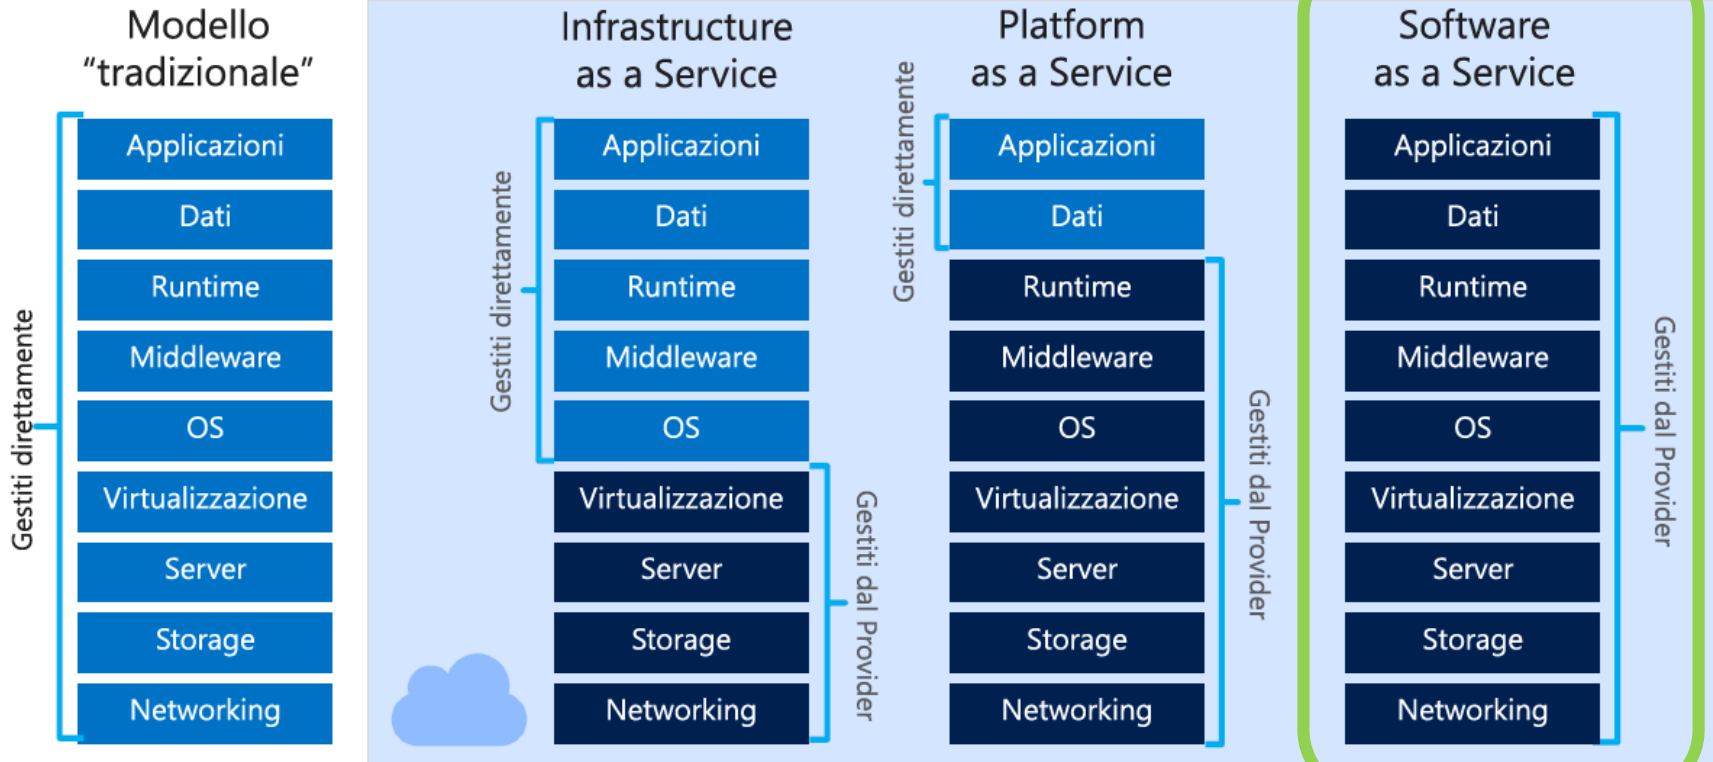 Modello
“tradizionale”
Gestiti direttamente
Applicazioni
Dati
Runtime
Middleware
OS
Virtualizzazione
Server
Storage
Networking
Infrastructure
as a Service
Gestiti direttamente
Applicazioni
Dati
Runtime
Middleware
OS
Virtualizzazione
Server
Storage
Networking
Gestiti dal Provider
Platform
as a Service
Gestiti direttamente
Applicazioni
Dati
Runtime
Middleware
OS
Virtualizzazione
Server
Storage
Networking
Gestiti dal Provider
Software
as a Service
Applicazioni
Dati
Runtime
Middleware
OS
Virtualizzazione
Server
Storage
Networking
Gestiti dal Provider